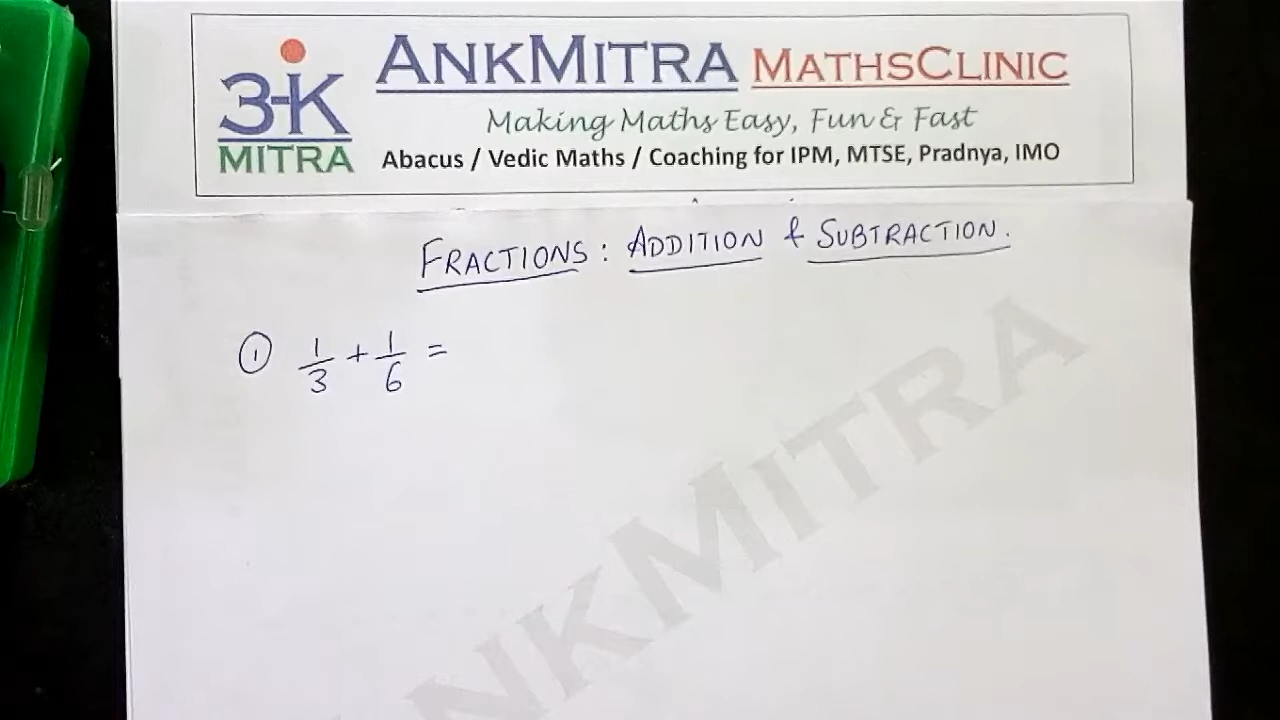 3-K
MITRA
ANKMITRA MATHSCLINIC
Making Maths Easy, Fun & Fast
Abacus / Vedic Maths / Coaching for IPM, MTSE, Pradnya, IMO
FRACTIONS: ADDITION & SUBTRACTION.
① 1/3 + 1/6 =
ANKMITRA